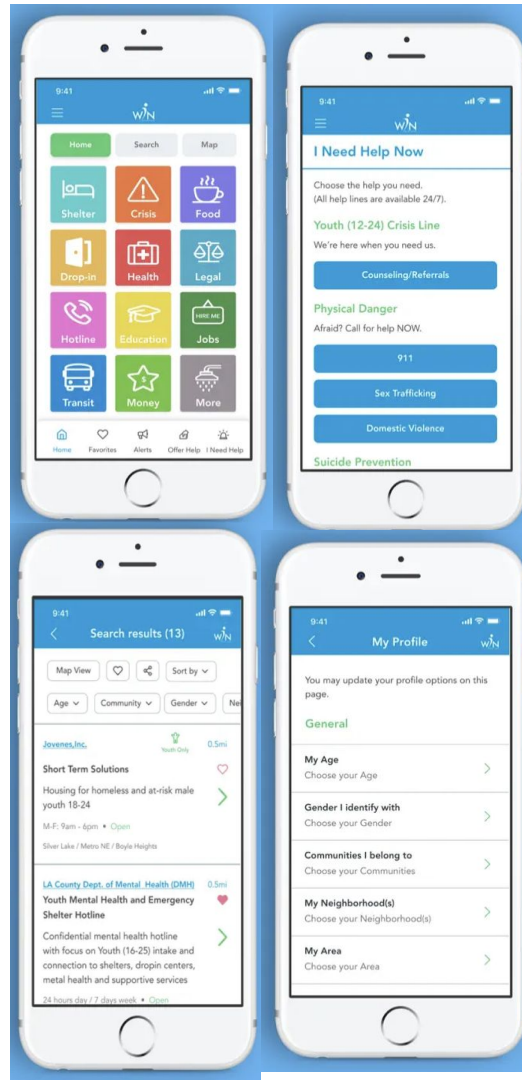 9:41
WIN
Home Search Map
Shelter Crisis Food
Drop-in Health Legal
HIRE ME
Hotline Education Jobs
$
Transit Money More
Home Favorites Alerts Offer Help I Need Help
9:41
WIN
I Need Help Now
Choose the help you need.
(All help lines are available 24/7).
Youth (12-24) Crisis Line
We're here when you need us.
Counseling/Referrals
Physical Danger
Afraid? Call for help NOW.
911
Sex Trafficking
Domestic Violence
Suicide Prevention
9:41
Search results (13) WIN
Map View Sort by
Age Community Gender Nei
Jovenes,Inc. Youth Only 0.5mi
Short Term Solutions
Housing for homeless and at-risk male
youth 18-24
M-F: 9am - 6pm • Open
Silver Lake / Metro NE / Boyle Heights
LA County Dept. of Mental Health (DMH) 0.5mi
Youth Mental Health and Emergency
Shelter Hotline
Confidential mental health hotline
with focus on Youth (16-25) intake and
connection to shelters, dropin centers,
metal health and supportive services
24 hours day / 7 days week • Open
9:41
My Profile WIN
You may update your profile options on this
page.
General
My Age
Choose your Age
Gender I identify with
Choose your Gender
Communities I belong to
Choose your Communities
My Neighborhood(s)
Choose your Neighborhood(s)
My Area
Choose your Area